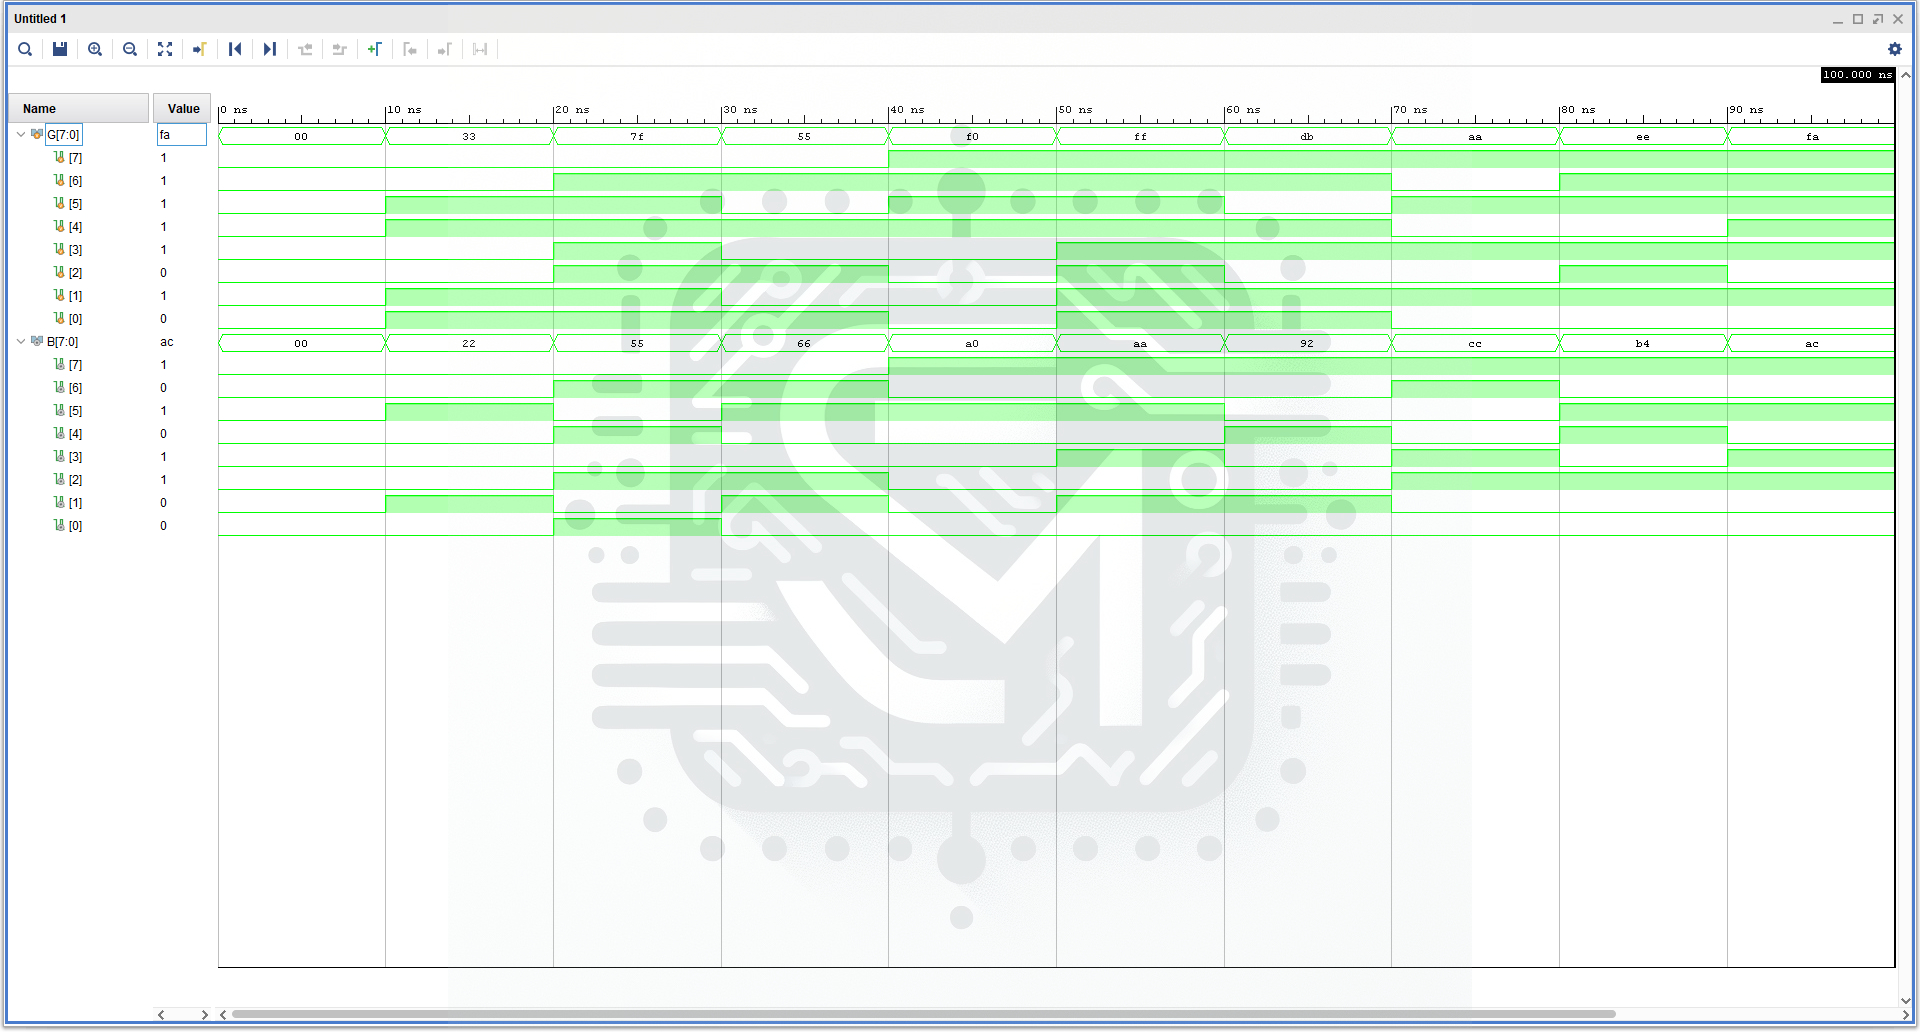 Untitled 1
100.000 ns
Name Value
0 ns 10 ns 20 ns 30 ns 40 ns 50 ns 60 ns 70 ns 80 ns 90 ns
G[7:0] fa 00 33 7f 55 f0 ff db aa ee fa
[7] 1
[6] 1
[5] 1
[4] 1
[3] 1
[2] 0
[1] 1
[0] 0
B[7:0] ac 00 22 55 66 a0 aa 92 cc b4 ac
[7] 1
[6] 0
[5] 1
[4] 0
[3] 1
[2] 1
[1] 0
[0] 0